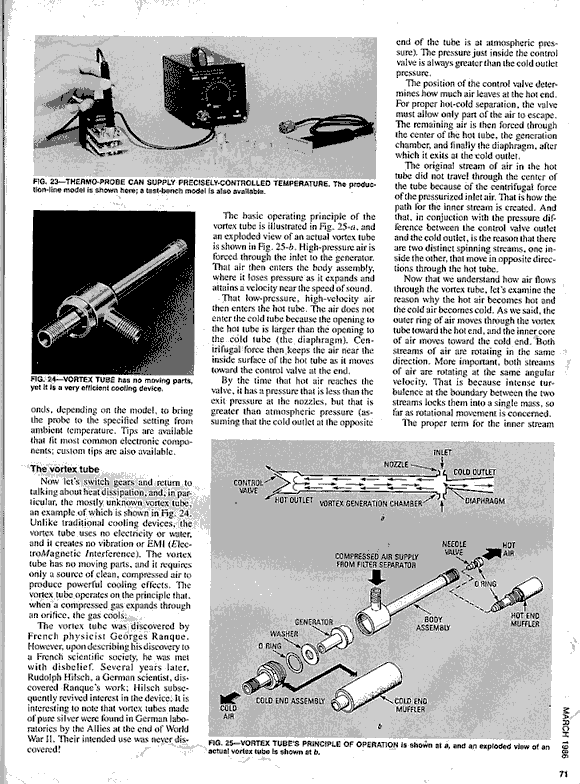 FIG. 23—THERMO-PROBE CAN SUPPLY PRECISELY-CONTROLLED TEMPERATURE. The produc-
tion-line model is shown here; a test-bench model is also available.
FIG. 24—VORTEX TUBE has no moving parts,
yet it is a very efficient cooling device.
onds, depending on the model, to bring
the probe to the specified setting from
ambient temperature. Tips are available
that fit most common electronic compo-
nents; custom tips are also available.
The vortex tube
Now let's switch gears and return to
talking about heat dissipation, and, in par-
ticular, the mostly unknown vortex tube,
an example of which is shown in Fig. 24.
Unlike traditional cooling devices, the
vortex tube uses no electricity or water,
and it creates no vibration or EMI (Elec-
troMagnetic Interference). The vortex
tube has no moving parts, and it requires
only a source of clean, compressed air to
produce powerful cooling effects. The
vortex tube operates on the principle that,
when a compressed gas expands through
an orifice, the gas cools.
The vortex tube was discovered by
French physicist Georges Ranque.
However, upon describing his discovery to
a French scientific society, he was met
with disbelief. Several years later,
Rudolph Hilsch, a German scientist, dis-
covered Ranque's work; Hilsch subse-
quently revived interest in the device. It is
interesting to note that vortex tubes made
of pure silver were found in German labo-
ratories by the Allies at the end of World
War II. Their intended use was never dis-
covered!
The basic operating principle of the
vortex tube is illustrated in Fig. 25-a, and
an exploded view of an actual vortex tube
is shown in Fig. 25-b. High-pressure air is
forced through the inlet to the generator.
That air then enters the body assembly,
where it loses pressure as it expands and
attains a velocity near the speed of sound.
That low-pressure, high-velocity air
then enters the hot tube. The air does not
enter the cold tube because the opening to
the hot tube is larger than the opening to
the cold tube (the diaphragm). Cen-
trifugal force then keeps the air near the
inside surface of the hot tube as it moves
toward the control valve at the end.
By the time that hot air reaches the
valve, it has a pressure that is less than the
exit pressure at the nozzles, but that is
greater than atmospheric pressure (as-
suming that the cold outlet at the opposite
end of the tube is at atmospheric pres-
sure). The pressure just inside the control
valve is always greater than the cold outlet
pressure.
The position of the control valve deter-
mines how much air leaves at the hot end.
For proper hot-cold separation, the valve
must allow only part of the air to escape.
The remaining air is then forced through
the center of the hot tube, the generation
chamber, and finally the diaphragm, after
which it exits at the cold outlet.
The original stream of air in the hot
tube did not travel through the center of
the tube because of the centrifugal force
of the pressurized inlet air. That is how the
path for the inner stream is created. And
that, in conjuction with the pressure dif-
ference between the control valve outlet
and the cold outlet, is the reason that there
are two distinct spinning streams, one in-
side the other, that move in opposite direc-
tions through the hot tube.
Now that we understand how air flows
through the vortex tube, let's examine the
reason why the hot air becomes hot and
the cold air becomes cold. As we said, the
outer ring of air moves through the vortex
tube toward the hot end, and the inner core
of air moves toward the cold end. Both
streams of air are rotating in the same
direction. More important, both streams
of air are rotating at the same angular
velocity. That is because intense tur-
bulence at the boundary between the two
streams locks them into a single mass, so
far as rotational movement is concerned.
The proper term for the inner stream
INLET
NOZZLE
COLD OUTLET
CONTROL
VALVE
HOT OUTLET
VORTEX GENERATION CHAMBER
DIAPHRAGM
a
NEEDLE
VALVE
HOT
AIR
COMPRESSED AIR SUPPLY
FROM FILTER SEPARATOR
O RING
HOT END
MUFFLER
GENERATOR
BODY
ASSEMBLY
WASHER
O RING
COLD
AIR
COLD END ASSEMBLY
COLD END
MUFFLER
b
FIG. 25—VORTEX TUBE'S PRINCIPLE OF OPERATION is shown at a, and an exploded view of an
actual vortex tube is shown at b.
MARCH 1986
71